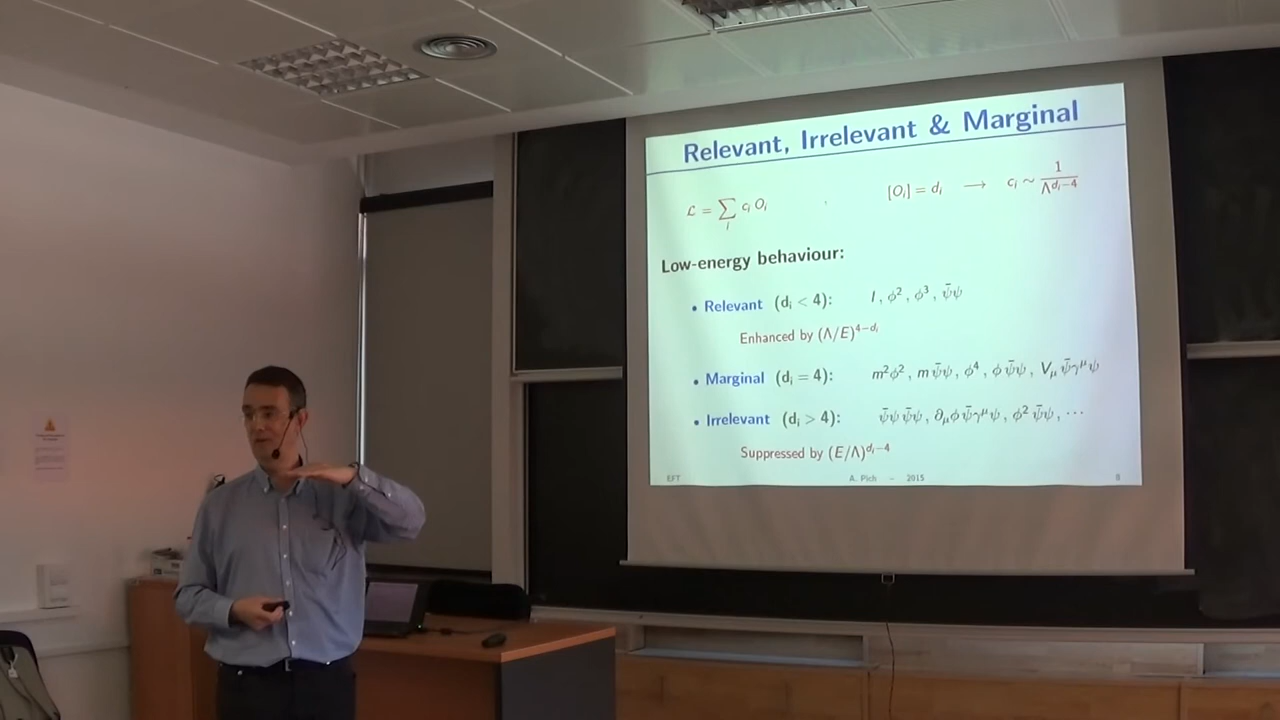 Relevant, Irrelevant & Marginal
ℒ = ∑ᵢ cᵢ Oᵢ [Oᵢ] = dᵢ ⟶ cᵢ ∼ 1/Λ^{dᵢ−4}
Low-energy behaviour:
• Relevant (dᵢ < 4): I , ϕ² , ϕ³ , ψ̄ψ
Enhanced by (Λ/E)^{4−dᵢ}
• Marginal (dᵢ = 4): m²ϕ² , m ψ̄ψ , ϕ⁴ , ϕ ψ̄ψ , V_μ ψ̄γ^μψ
• Irrelevant (dᵢ > 4): ψ̄ψ ψ̄ψ , ∂_μϕ ψ̄γ^μψ , ϕ² ψ̄ψ , ⋯
Suppressed by (E/Λ)^{dᵢ−4}
EFT A. Pich – 2015 8